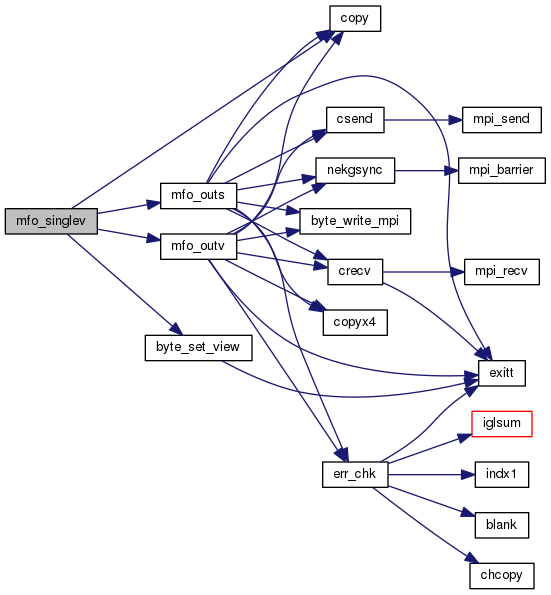 copy
csend
mpi_send
nekgsync
mpi_barrier
mfo_outs
mfo_singlev
byte_write_mpi
mfo_outv
crecv
mpi_recv
copyx4
byte_set_view
exitt
iglsum
err_chk
indx1
blank
chcopy